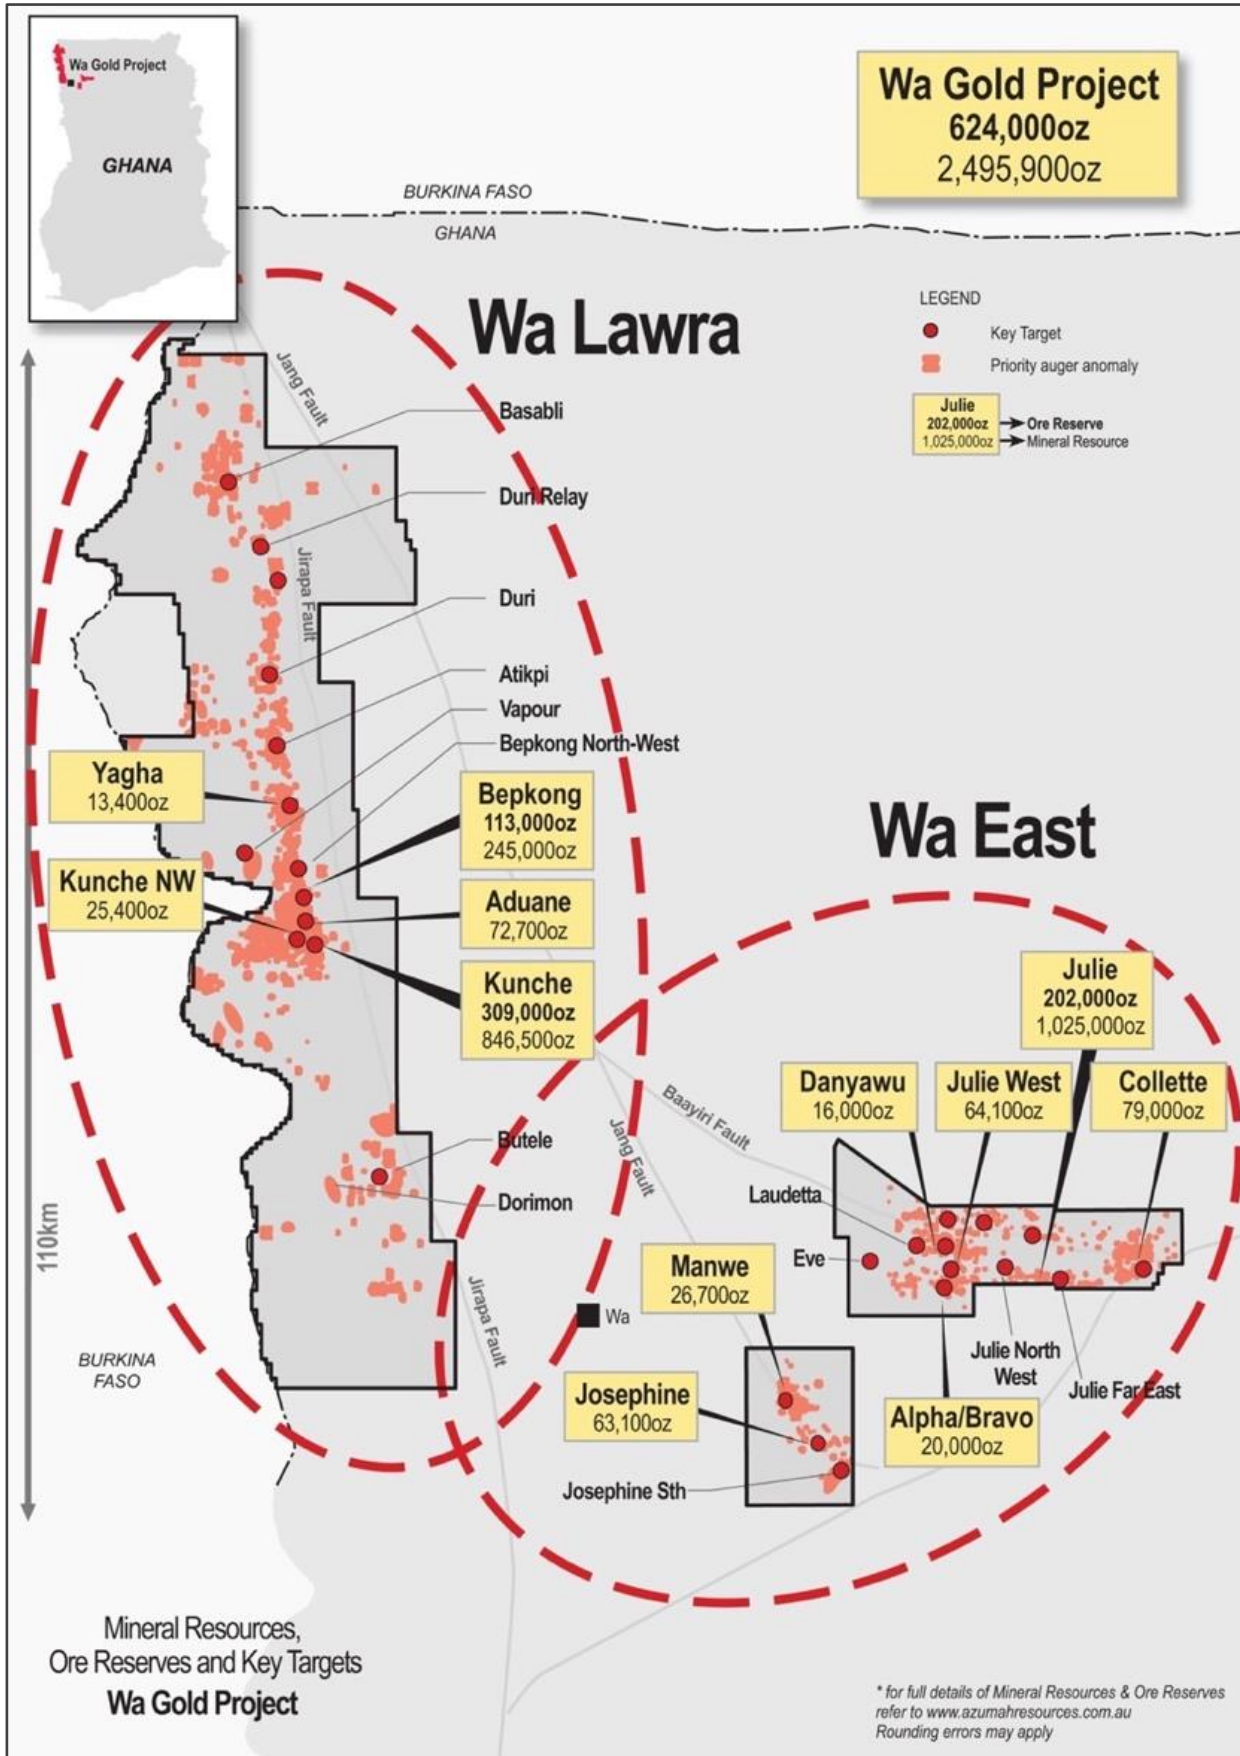 Wa Gold Project
GHANA
Wa Gold Project
624,000oz
2,495,900oz
BURKINA FASO
GHANA
Wa Lawra
LEGEND
Key Target
Priority auger anomaly
Julie
202,000oz
Ore Reserve
1,025,000oz
Mineral Resource
Jang Fault
Basabli
Duri Relay
Jirapa Fault
Duri
Atikpi
Vapour
Bepkong North-West
Yagha
13,400oz
Bepkong
113,000oz
245,000oz
Wa East
Kunche NW
25,400oz
Aduane
72,700oz
Kunche
309,000oz
846,500oz
Julie
202,000oz
1,025,000oz
Danyawu
16,000oz
Julie West
64,100oz
Collette
79,000oz
Baayiri Fault
Jang Fault
Butele
Dorimon
Laudetta
Eve
110km
Manwe
26,700oz
Jirapa Fault
Wa
BURKINA
FASO
Julie North
West
Julie Far East
Josephine
63,100oz
Alpha/Bravo
20,000oz
Josephine Sth
Mineral Resources,
Ore Reserves and Key Targets
Wa Gold Project
* for full details of Mineral Resources & Ore Reserves
refer to www.azumahresources.com.au
Rounding errors may apply